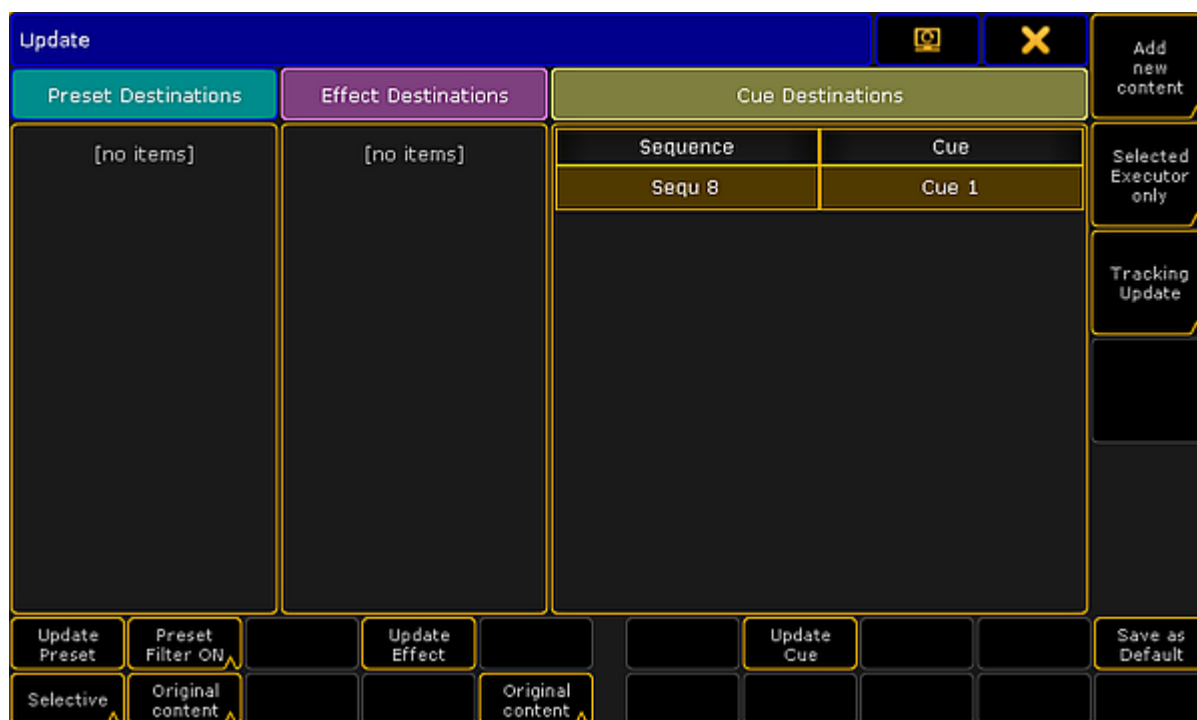 Update
Add
new
content
Preset Destinations
Effect Destinations
Cue Destinations
[no items]
[no items]
Sequence
Cue
Sequ 8
Cue 1
Selected
Executor
only
Tracking
Update
Update
Preset
Preset
Filter ON
Update
Effect
Update
Cue
Save as
Default
Selective
Original
content
Original
content